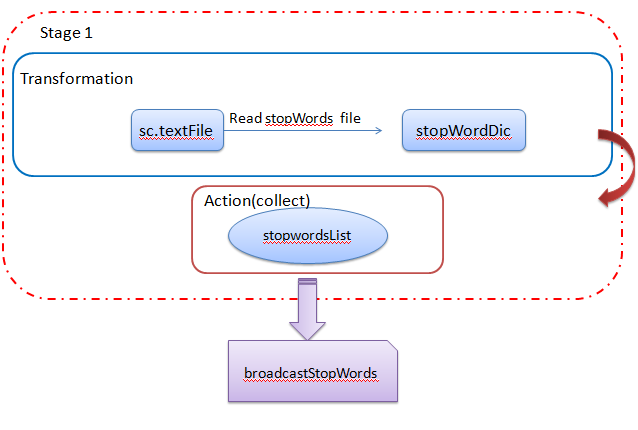 Stage 1
Transformation
sc.textFile
Read stopWords file
stopWordDic
Action(collect)
stopwordsList
broadcastStopWords